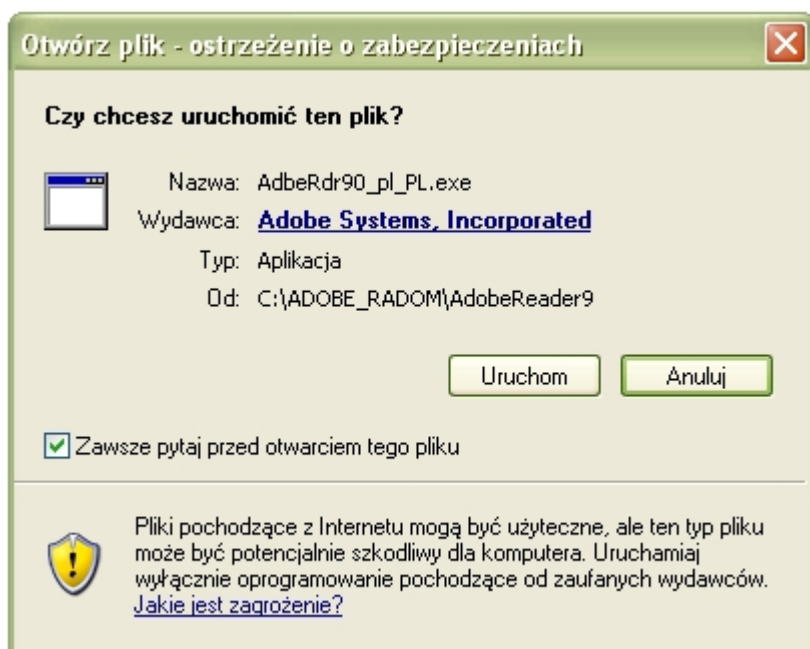 Otwórz plik - ostrzeżenie o zabezpieczeniach
Czy chcesz uruchomić ten plik?
Nazwa: AdbeRdr90_pl_PL.exe
Wydawca: Adobe Systems, Incorporated
Typ: Aplikacja
Od: C:\ADOBE_RADOM\AdobeReader9
Uruchom Anuluj
Zawsze pytaj przed otwarciem tego pliku
Pliki pochodzące z Internetu mogą być użyteczne, ale ten typ pliku
może być potencjalnie szkodliwy dla komputera. Uruchamiaj
wyłącznie oprogramowanie pochodzące od zaufanych wydawców.
Jakie jest zagrożenie?